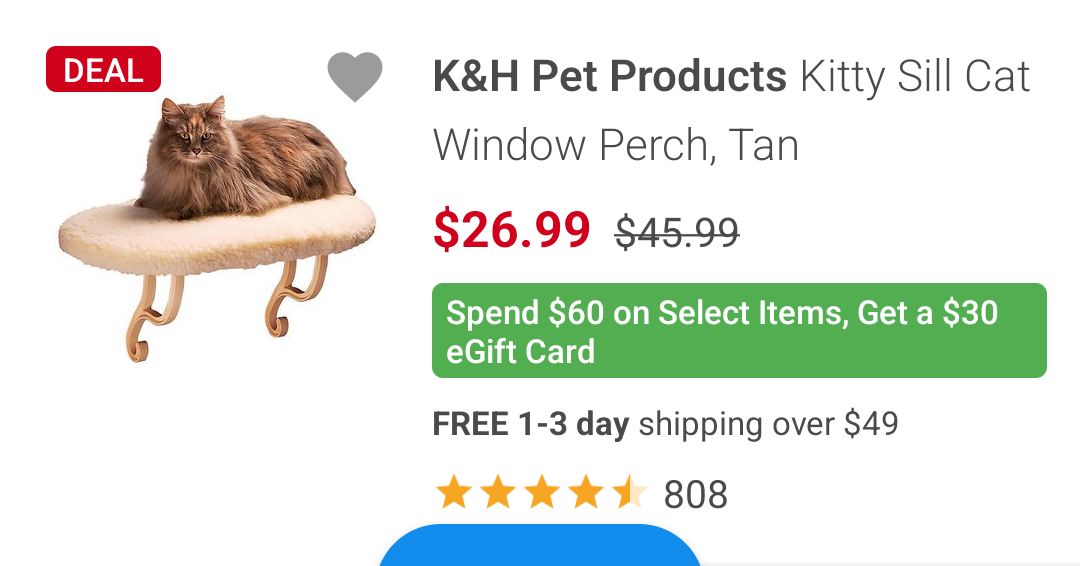 DEAL
K&H Pet Products Kitty Sill Cat
Window Perch, Tan
$26.99 $45.99
Spend $60 on Select Items, Get a $30
eGift Card
FREE 1-3 day shipping over $49
808